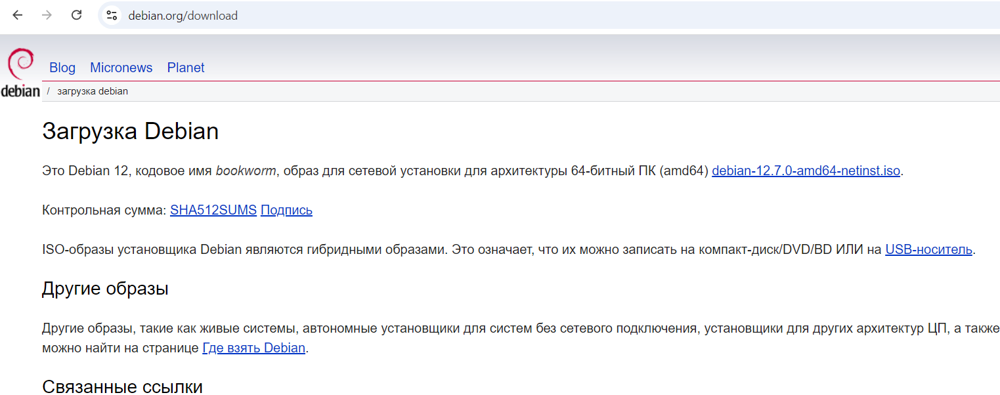 debian.org/download
Blog Micronews Planet
debian / загрузка debian
Загрузка Debian
Это Debian 12, кодовое имя bookworm, образ для сетевой установки для архитектуры 64-битный ПК (amd64) debian-12.7.0-amd64-netinst.iso.
Контрольная сумма: SHA512SUMS Подпись
ISO-образы установщика Debian являются гибридными образами. Это означает, что их можно записать на компакт-диск/DVD/BD ИЛИ на USB-носитель.
Другие образы
Другие образы, такие как живые системы, автономные установщики для систем без сетевого подключения, установщики для других архитектур ЦП, а также
можно найти на странице Где взять Debian.
Связанные ссылки